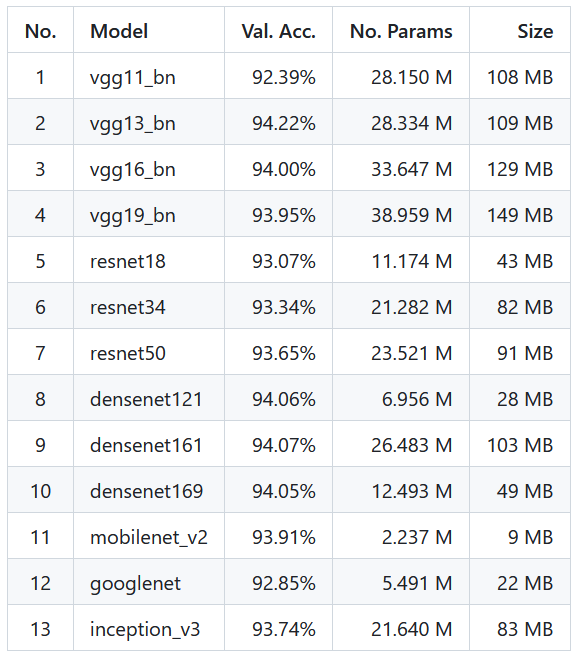 No. Model Val. Acc. No. Params Size
1 vgg11_bn 92.39% 28.150 M 108 MB
2 vgg13_bn 94.22% 28.334 M 109 MB
3 vgg16_bn 94.00% 33.647 M 129 MB
4 vgg19_bn 93.95% 38.959 M 149 MB
5 resnet18 93.07% 11.174 M 43 MB
6 resnet34 93.34% 21.282 M 82 MB
7 resnet50 93.65% 23.521 M 91 MB
8 densenet121 94.06% 6.956 M 28 MB
9 densenet161 94.07% 26.483 M 103 MB
10 densenet169 94.05% 12.493 M 49 MB
11 mobilenet_v2 93.91% 2.237 M 9 MB
12 googlenet 92.85% 5.491 M 22 MB
13 inception_v3 93.74% 21.640 M 83 MB